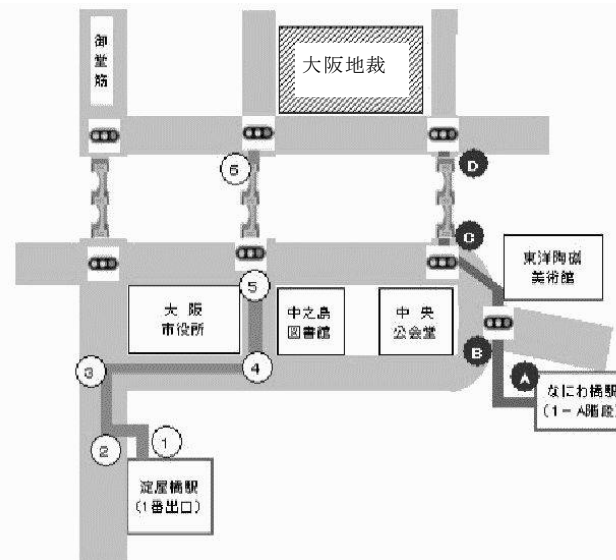 御堂筋
大阪地裁
6
D
C
東洋陶磁
美術館
5
大阪
市役所
中之島
図書館
中央
公会堂
B
3
4
A
なにわ橋駅
(1-A階段)
2
1
淀屋橋駅
(1番出口)